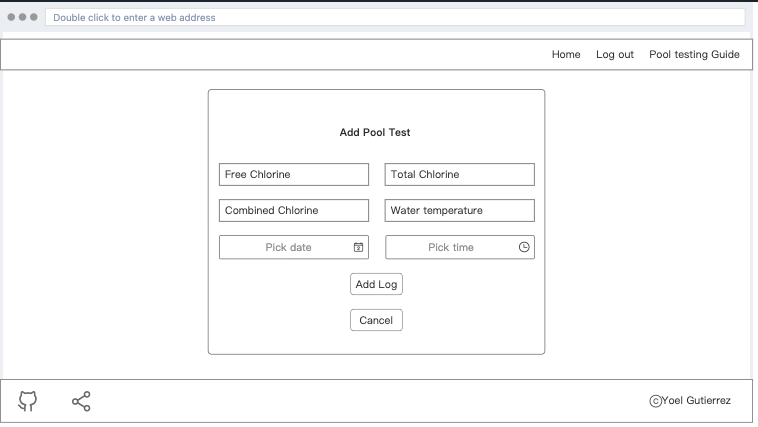 Double click to enter a web address
Home Log out Pool testing Guide
Add Pool Test
Free Chlorine Total Chlorine
Combined Chlorine Water temperature
Pick date Pick time
Add Log
Cancel
©Yoel Gutierrez